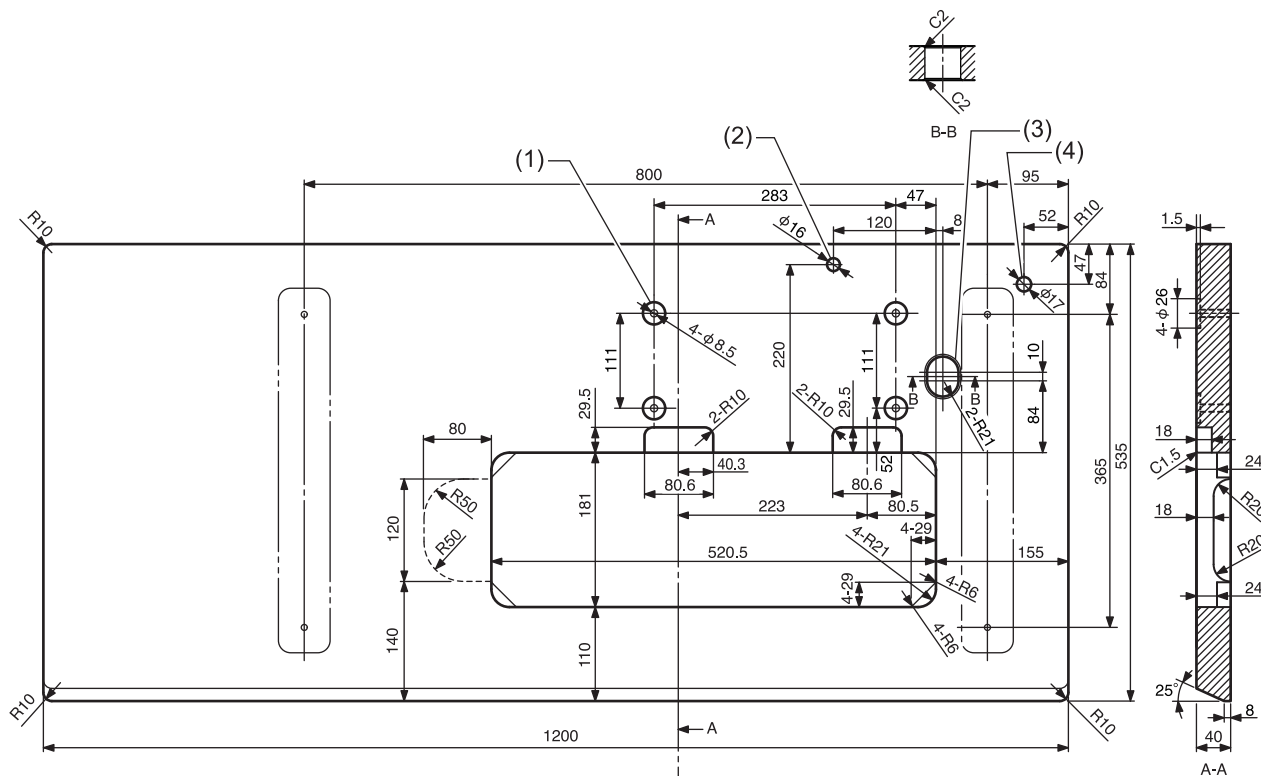 C2
C2
B-B
(1)
(2)
(3)
(4)
800
95
283
47
52
120
8
R10
A
φ16
R10
1.5
47
84
φ17
4-φ26
4-φ8.5
111
220
111
10
B
B
2-R10
2-R10
2-R21
84
29.5
29.5
52
18
C1.5
24
80
40.3
80.6
80.6
365
535
R50
R50
120
181
223
80.5
4-29
18
R20
R20
520.5
4-R21
155
4-29
4-R6
4-R6
24
140
110
R10
R10
25°
8
A
1200
40
A-A